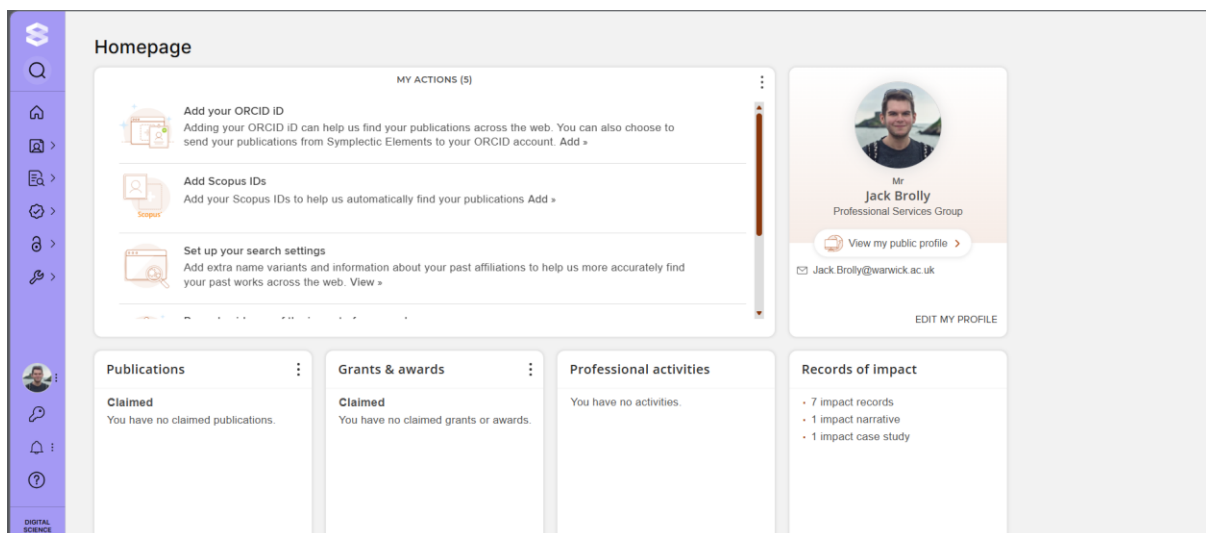 Homepage
MY ACTIONS (5)
Add your ORCID iD
Adding your ORCID iD can help us find your publications across the web. You can also choose to
send your publications from Symplectic Elements to your ORCID account. Add »
Add Scopus IDs
Add your Scopus IDs to help us automatically find your publications Add »
Scopus
Set up your search settings
Add extra name variants and information about your past affiliations to help us more accurately find
your past works across the web. View »
Mr
Jack Brolly
Professional Services Group
View my public profile
Jack.Brolly@warwick.ac.uk
EDIT MY PROFILE
Publications
Claimed
You have no claimed publications.
Grants & awards
Claimed
You have no claimed grants or awards.
Professional activities
You have no activities.
Records of impact
• 7 impact records
• 1 impact narrative
• 1 impact case study
DIGITAL
SCIENCE